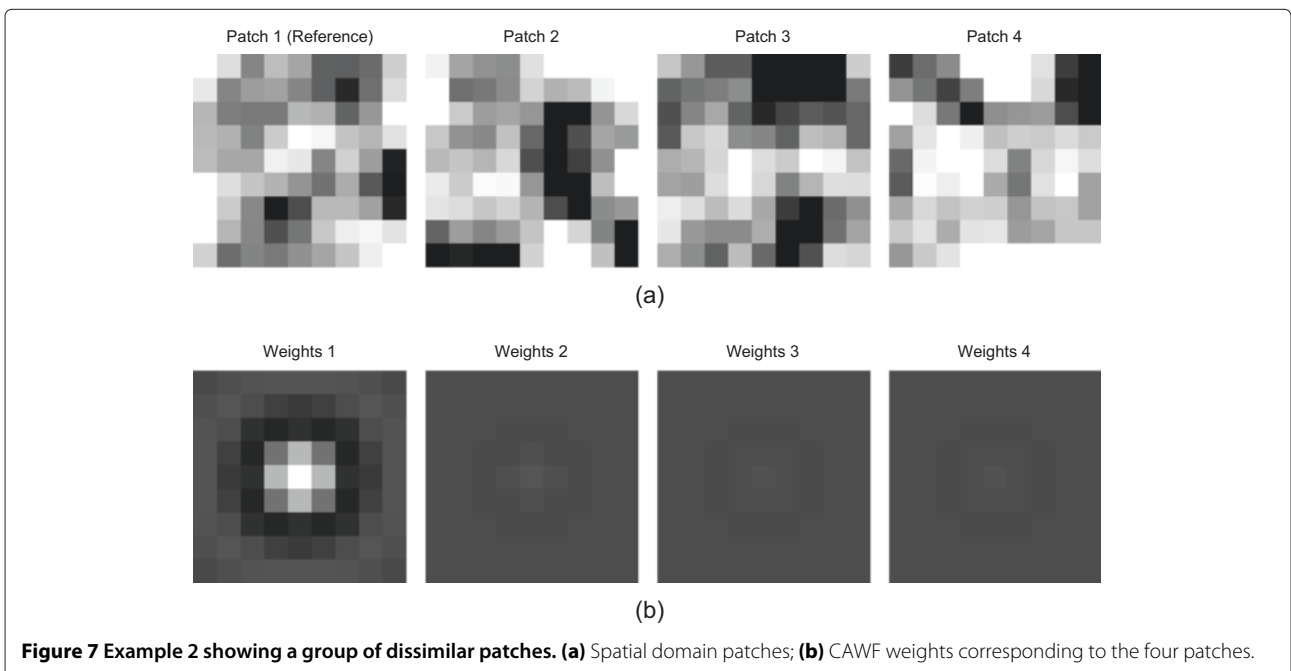 Patch 1 (Reference) Patch 2 Patch 3 Patch 4
(a)
Weights 1 Weights 2 Weights 3 Weights 4
(b)
Figure 7 Example 2 showing a group of dissimilar patches. (a) Spatial domain patches; (b) CAWF weights corresponding to the four patches.